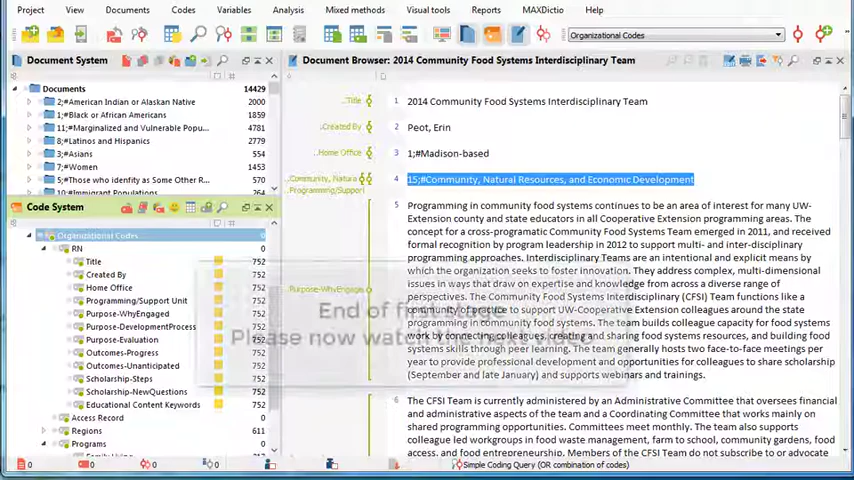 Project View Documents Codes Variables Analysis Mixed methods Visual tools Reports MAXDictio Help
Organizational Codes
Document System
Documents 14429
2;#American Indian or Alaskan Native 2000
1;#Black or African Americans 1859
11;#Marginalized and Vulnerable Popu... 4781
8;#Latinos and Hispanics 2779
3;#Asians 554
7;#Women 2286
5;#Those who identity as Some Other R...
10;#Immigrant Populations
Code System
Organizational Codes 0
RN 0
Title 752
Created By 752
Home Office 752
Programming/Support Unit 752
Purpose-WhyEngaged 752
Purpose-DevelopmentProcess 752
Purpose-Evaluation 752
Outcomes-Progress 752
Outcomes-Unanticipated 752
Scholarship-Steps 752
Scholarship-NewQuestions 752
Educational Content Keywords 752
Access Record 0
Regions 611
Programs 0
Document Browser: 2014 Community Food Systems Interdisciplinary Team
..Title 1 2014 Community Food Systems Interdisciplinary Team
..Created By 2 Peot, Erin
..Home Office 3 1;#Madison-based
..Community, Natura 4 15;#Community, Natural Resources, and Economic Development
..Programming/Support
5 Programming in community food systems continues to be an area of interest for many UW-
Extension county and state educators in all Cooperative Extension programming areas. The
concept for a cross-programatic Community Food Systems Team emerged in 2011, and received
formal recognition by program leadership in 2012 to support multi- and inter-disciplinary
programming approaches. Interdisciplinary Teams are an intentional and explicit means by
which the organization seeks to foster innovation. They address complex, multi-dimensional
issues in ways that draw on expertise and knowledge from across a diverse range of
..Purpose-WhyEngage perspectives. The Community Food Systems Interdisciplinary (CFSI) Team functions like a
community of practice to support UW-Cooperative Extension colleagues around the state
programming in community food systems. The team builds colleague capacity for food systems
work by connecting colleagues, creating and sharing food systems resources, and building food
systems skills through peer learning. The team generally hosts two face-to-face meetings per
year to provide professional development and opportunities for colleagues to share scholarship
(September and late January) and supports webinars and trainings.
6 The CFSI Team is currently administered by an Administrative Committee that oversees financial
and administrative aspects of the team and a Coordinating Committee that works mainly on
shared programming opportunities. Committees meet monthly. The team also supports
colleague led workgroups in food waste management, farm to school, community gardens, food
access, and food entrepreneurship. Members of the CFSI Team do not subscribe to or advocate
End of first stage
Please now watch the next video
0 0 0 0 Simple Coding Query (OR combination of codes)